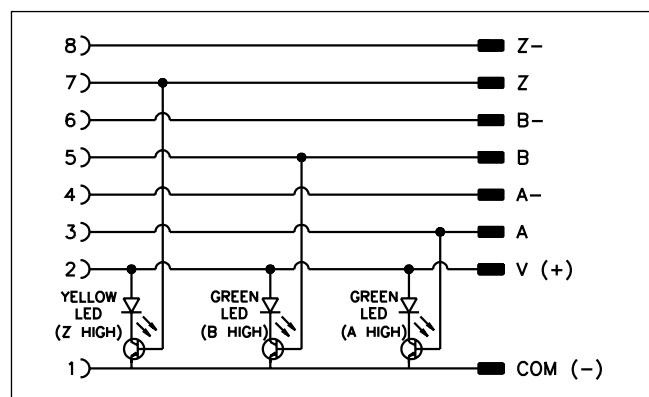 8 Z-
7 Z
6 B-
5 B
4 A-
3 A
2 V (+)
YELLOW LED (Z HIGH)
GREEN LED (B HIGH)
GREEN LED (A HIGH)
1 COM (-)